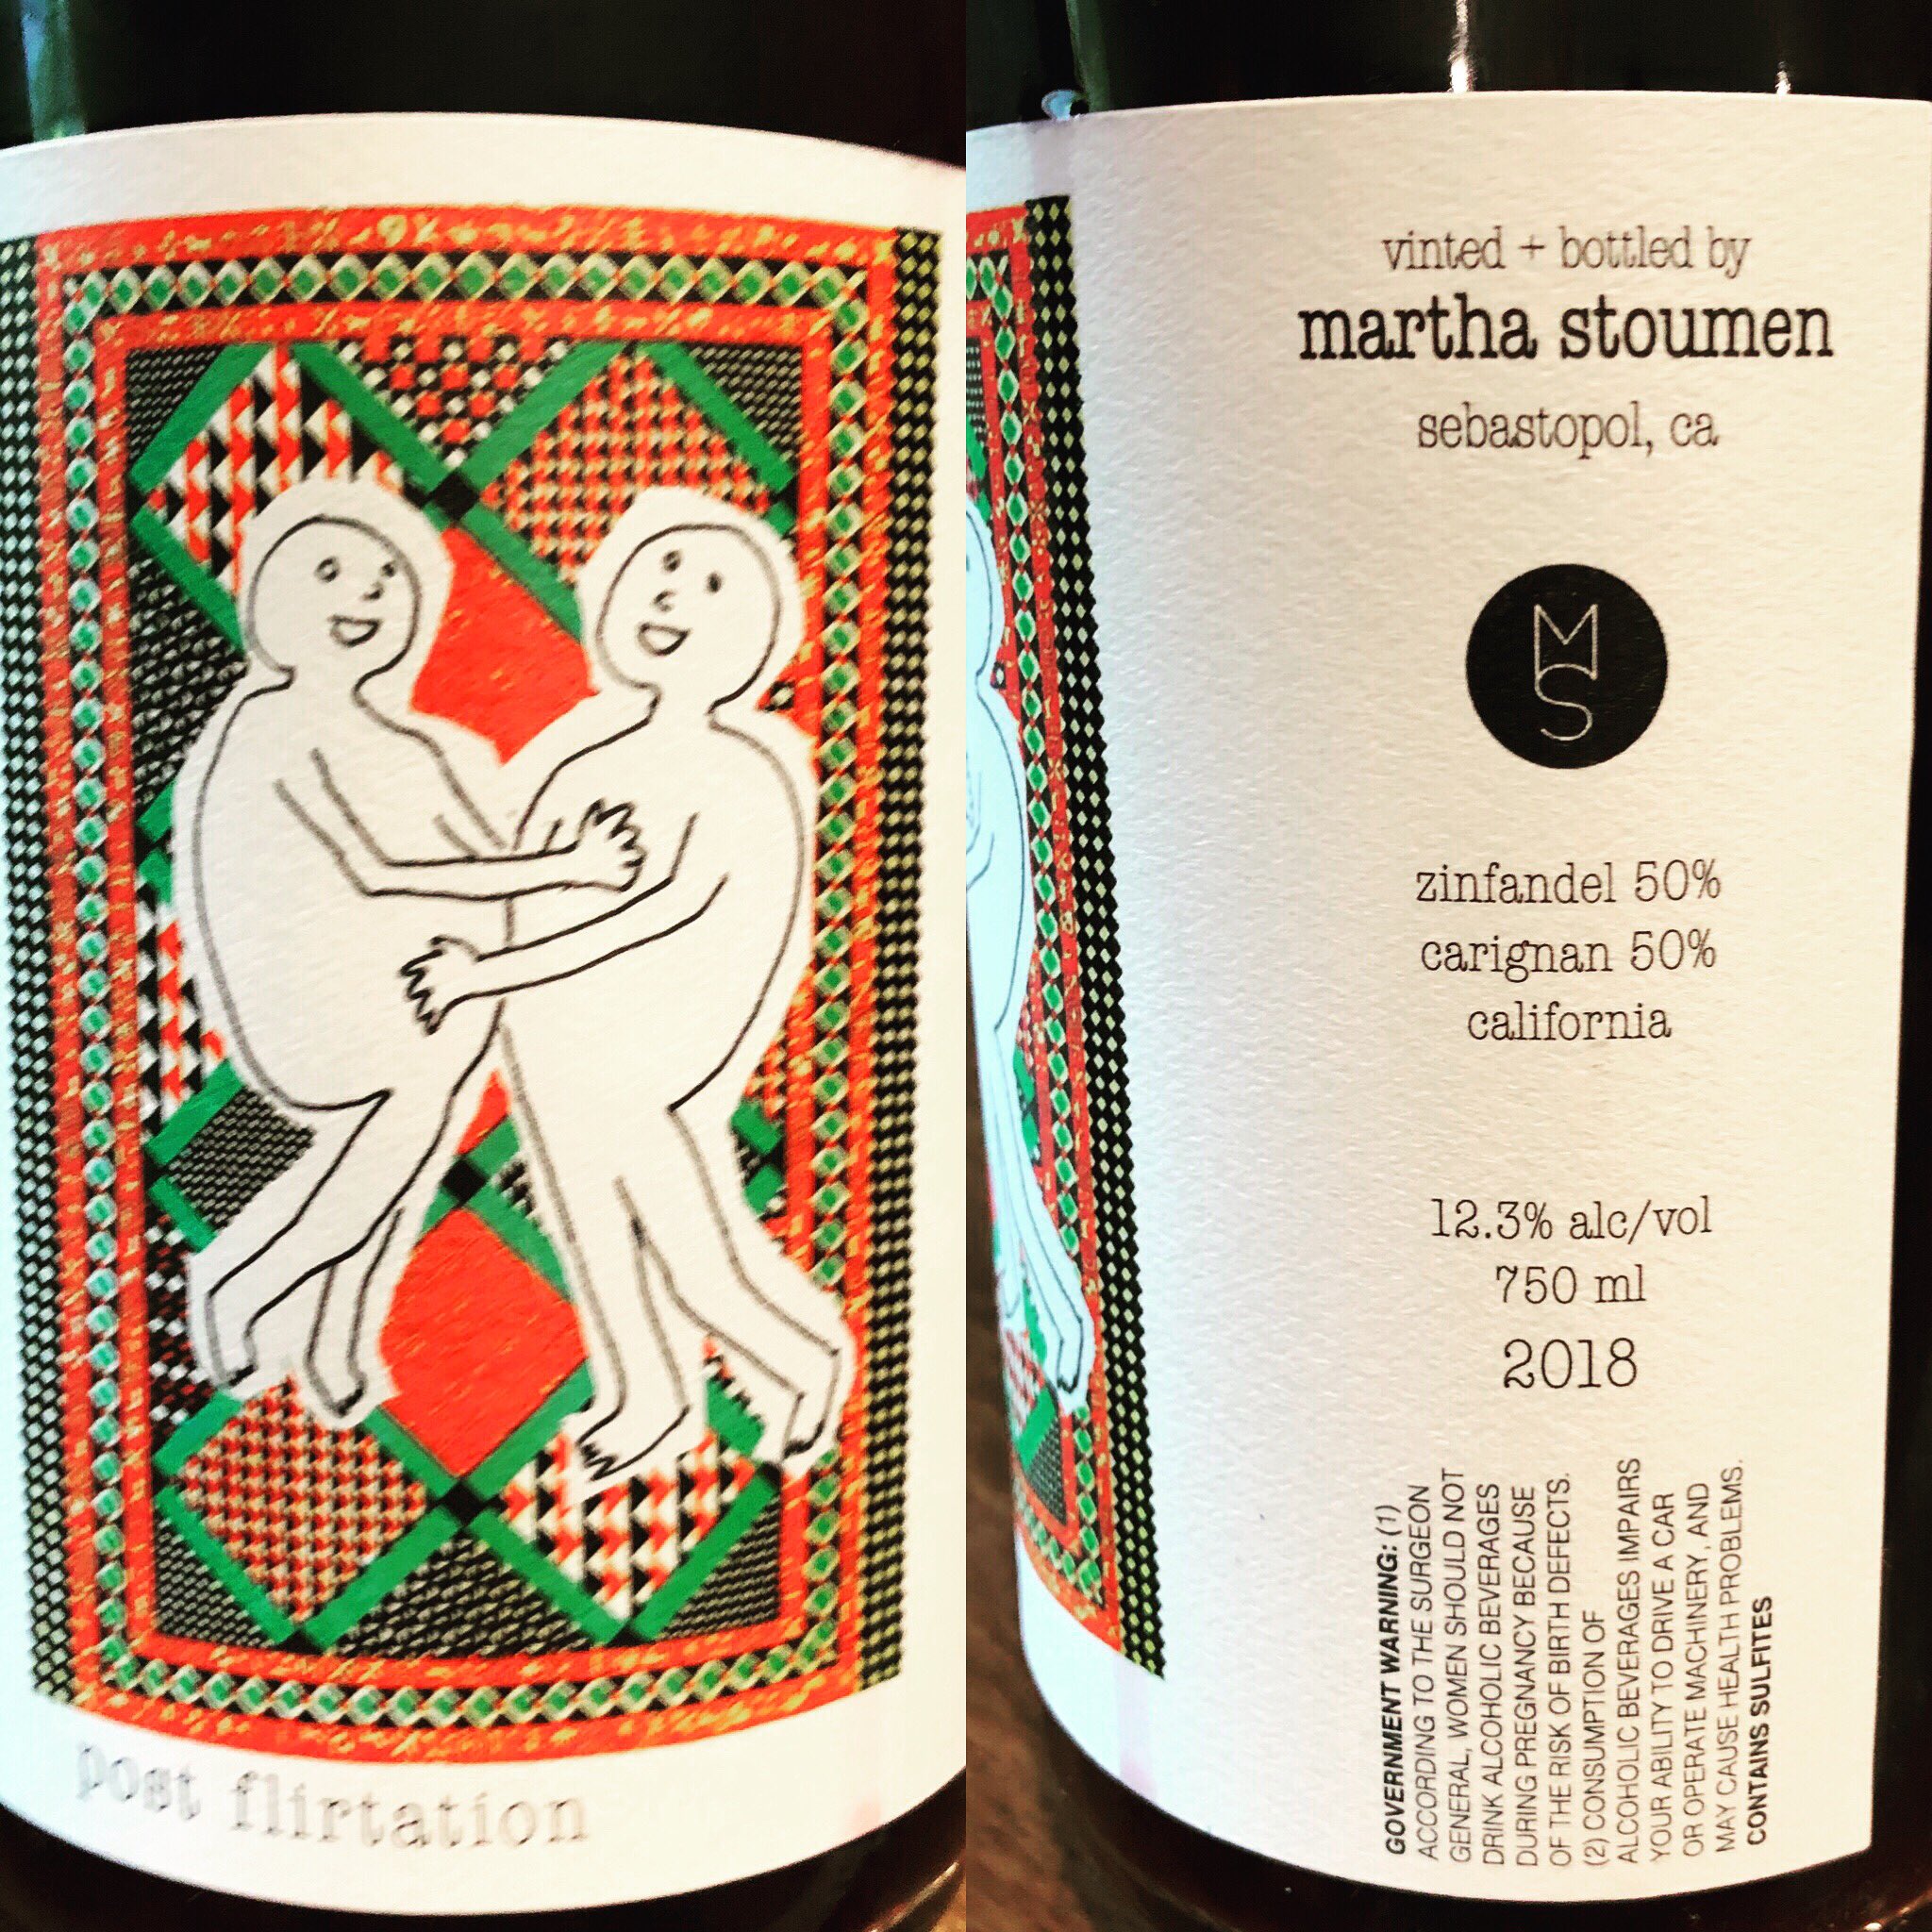 post flirtation
vinted + bottled by
martha stoumen
sebastopol, ca
MS
zinfandel 50%
carignan 50%
california
12.3% alc/vol
750 ml
2018
GOVERNMENT WARNING: (1)
ACCORDING TO THE SURGEON
GENERAL, WOMEN SHOULD NOT
DRINK ALCOHOLIC BEVERAGES
DURING PREGNANCY BECAUSE
OF THE RISK OF BIRTH DEFECTS.
(2) CONSUMPTION OF
ALCOHOLIC BEVERAGES IMPAIRS
YOUR ABILITY TO DRIVE A CAR
OR OPERATE MACHINERY, AND
MAY CAUSE HEALTH PROBLEMS.
CONTAINS SULFITES